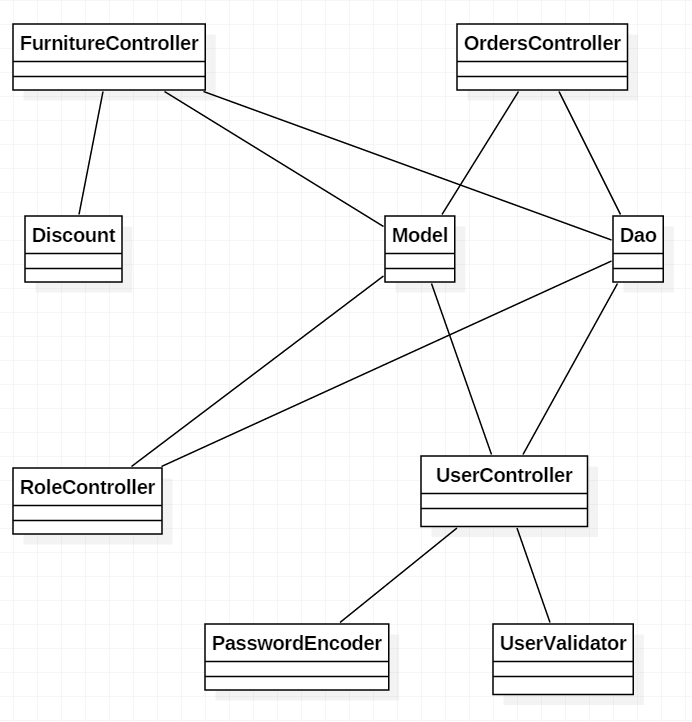 FurnitureController
OrdersController
Discount
Model
Dao
RoleController
UserController
PasswordEncoder
UserValidator